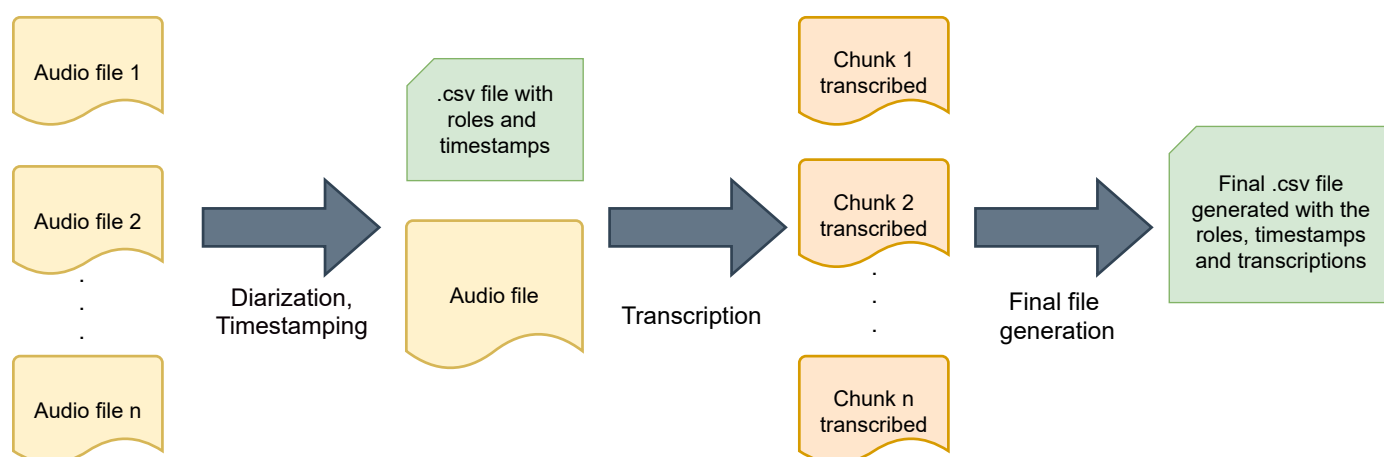 Audio file 1
Audio file 2
.
.
.
Audio file n
Diarization,
Timestamping
.csv file with
roles and
timestamps
Audio file
Transcription
Chunk 1
transcribed
Chunk 2
transcribed
.
.
.
Chunk n
transcribed
Final file
generation
Final .csv file
generated with the
roles, timestamps
and transcriptions